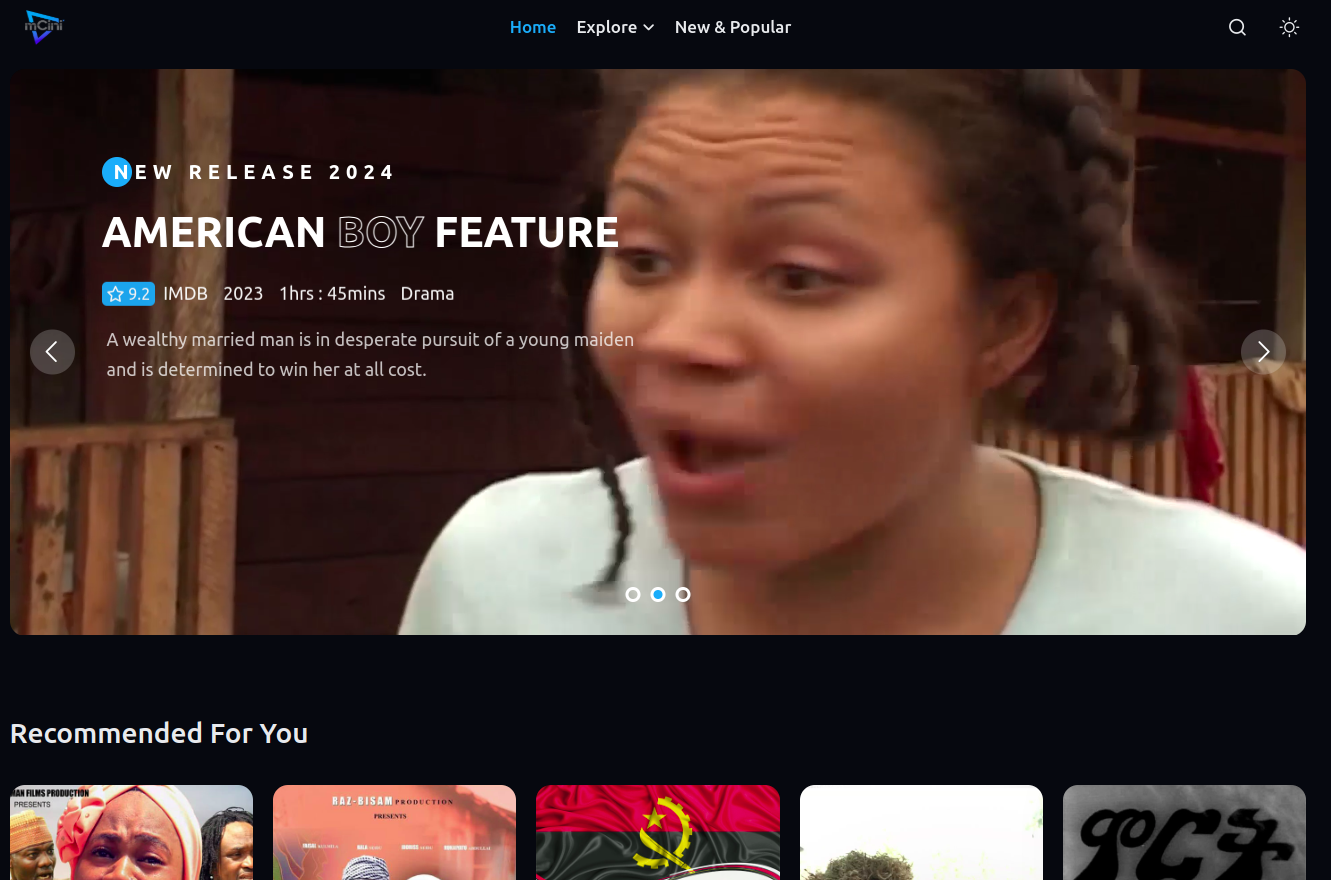 mCini
Home
Explore
New & Popular
NEW RELEASE 2024
AMERICAN BOY FEATURE
9.2 IMDB 2023 1hrs : 45mins Drama
A wealthy married man is in desperate pursuit of a young maiden
and is determined to win her at all cost.
Recommended For You
FILMS PRODUCTION
PRESENTS
RAZ-BISAM PRODUCTION
PRESENTS